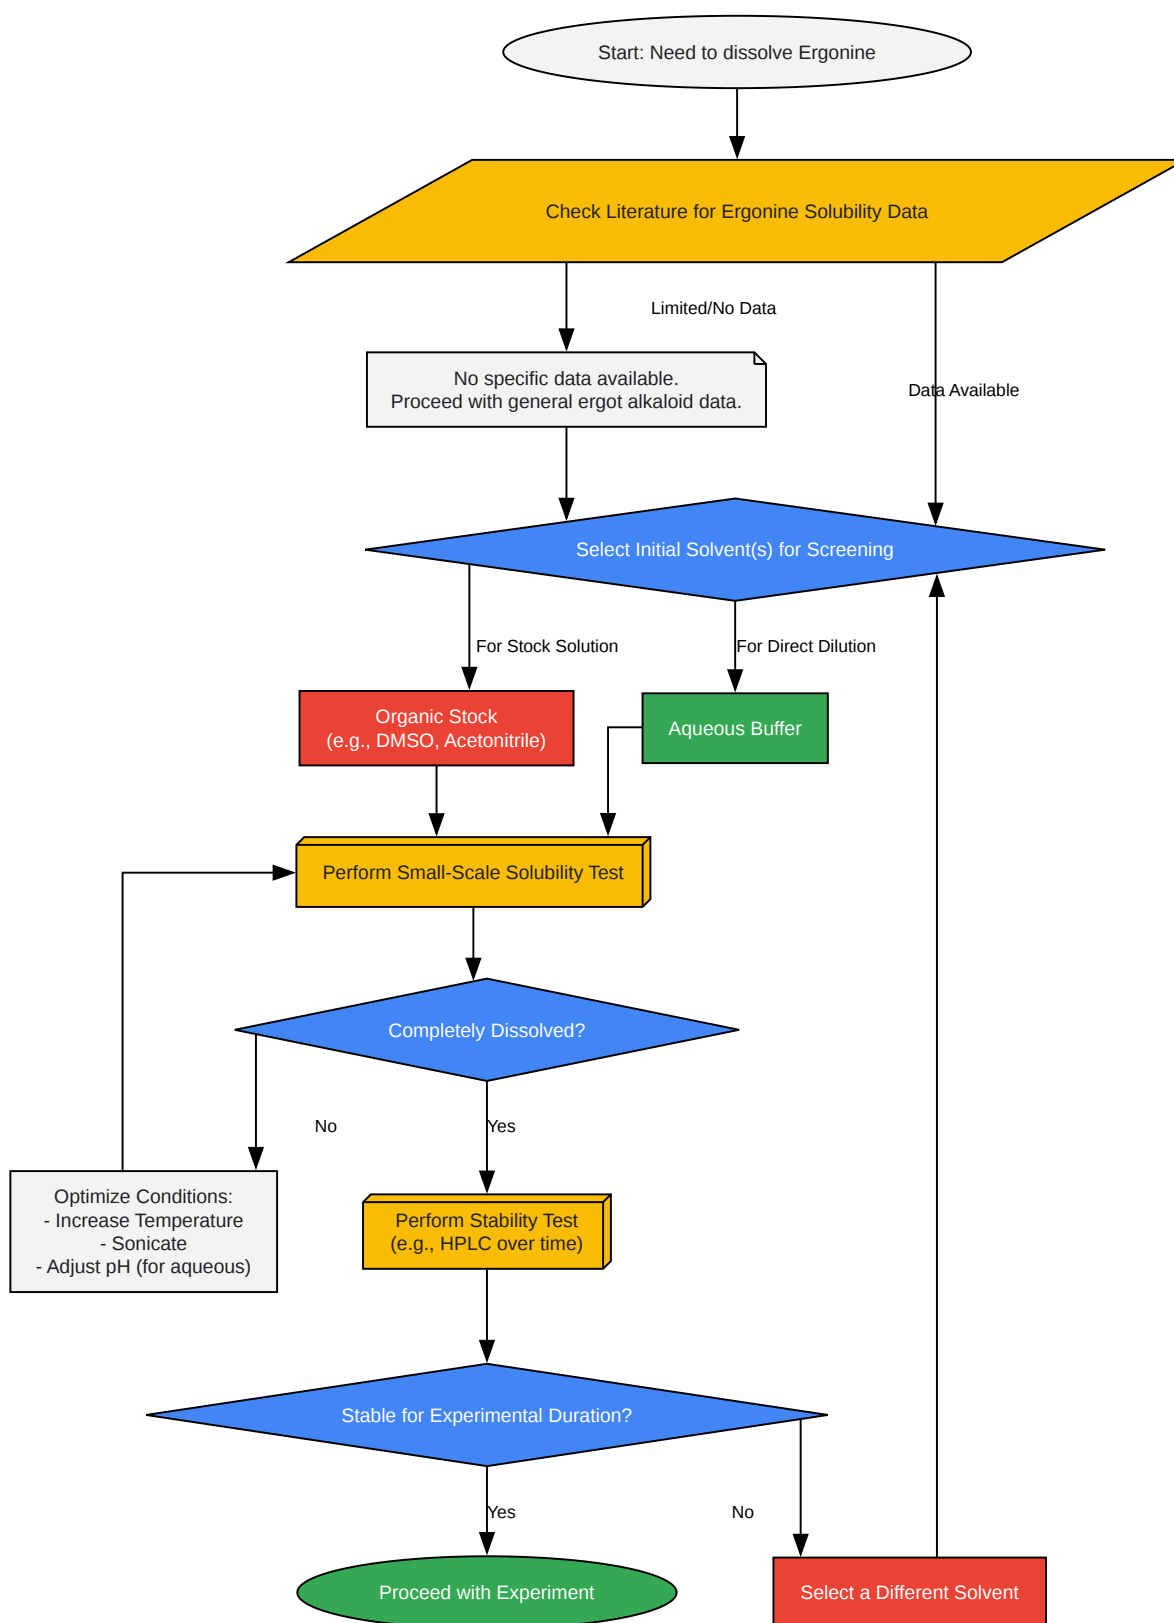 Start: Need to dissolve Ergonine
Check Literature for Ergonine Solubility Data
Limited/No Data
No specific data available.
Proceed with general ergot alkaloid data.
Data Available
Select Initial Solvent(s) for Screening
For Stock Solution
For Direct Dilution
Organic Stock
(e.g., DMSO, Acetonitrile)
Aqueous Buffer
Perform Small-Scale Solubility Test
Completely Dissolved?
No
Yes
Optimize Conditions:
- Increase Temperature
- Sonicate
- Adjust pH (for aqueous)
Perform Stability Test
(e.g., HPLC over time)
Stable for Experimental Duration?
Yes
No
Proceed with Experiment
Select a Different Solvent